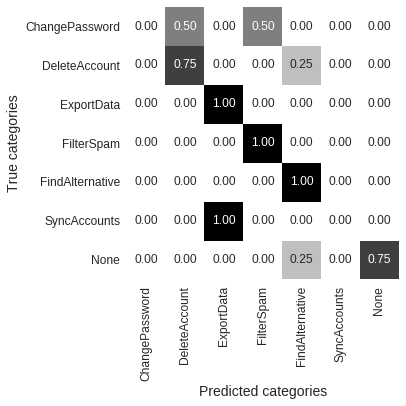 True categories
ChangePassword 0.00 0.50 0.00 0.50 0.00 0.00 0.00
DeleteAccount 0.00 0.75 0.00 0.00 0.25 0.00 0.00
ExportData 0.00 0.00 1.00 0.00 0.00 0.00 0.00
FilterSpam 0.00 0.00 0.00 1.00 0.00 0.00 0.00
FindAlternative 0.00 0.00 0.00 0.00 1.00 0.00 0.00
SyncAccounts 0.00 0.00 1.00 0.00 0.00 0.00 0.00
None 0.00 0.00 0.00 0.00 0.25 0.00 0.75
ChangePassword
DeleteAccount
ExportData
FilterSpam
FindAlternative
SyncAccounts
None
Predicted categories